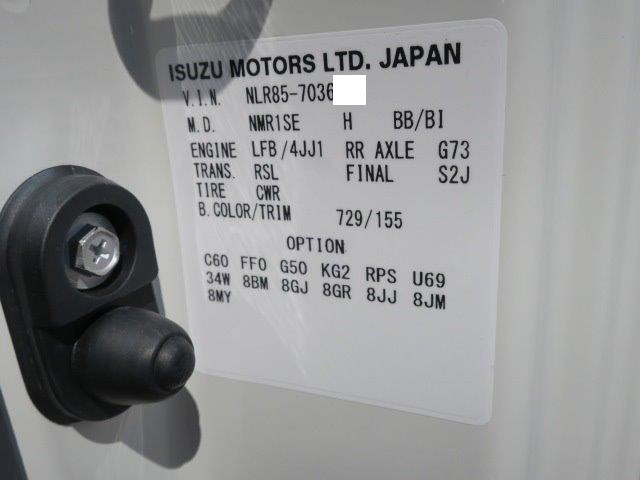 ISUZU MOTORS LTD. JAPAN
V.I.N. NLR85-7036
M.D. NMR1SE H BB/BI
ENGINE LFB/4JJ1 RR AXLE G73
TRANS. RSL FINAL S2J
TIRE CWR
B.COLOR/TRIM 729/155
OPTION
C60 FFO G50 KG2 RPS U69
34W 8BM 8GJ 8GR 8JJ 8JM
8MY